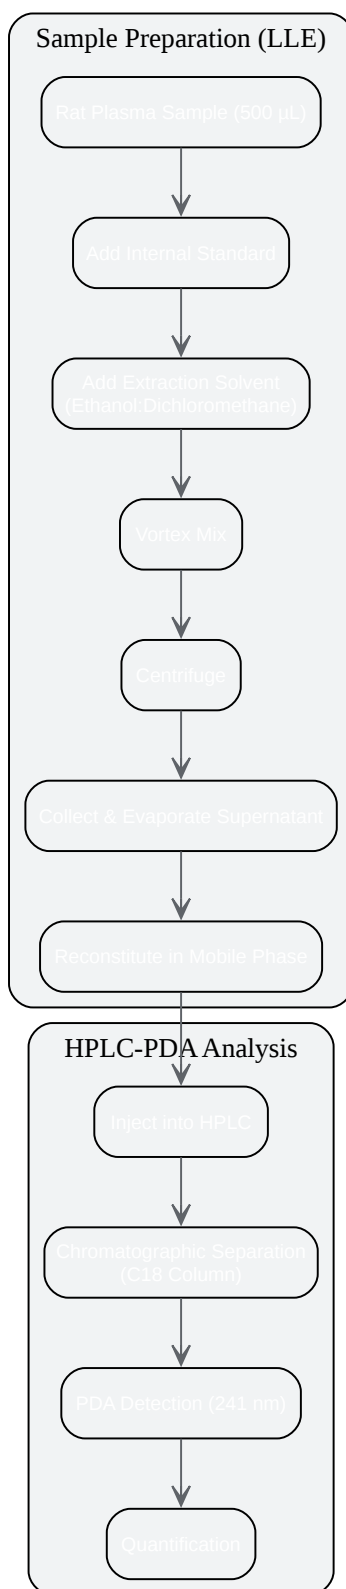 Sample Preparation (LLE)
Rat Plasma Sample (500 µL)
Add Internal Standard
Add Extraction Solvent
(Ethanol:Dichloromethane)
Vortex Mix
Centrifuge
Collect & Evaporate Supernatant
Reconstitute in Mobile Phase
HPLC-PDA Analysis
Inject into HPLC
Chromatographic Separation
(C18 Column)
PDA Detection (241 nm)
Quantification